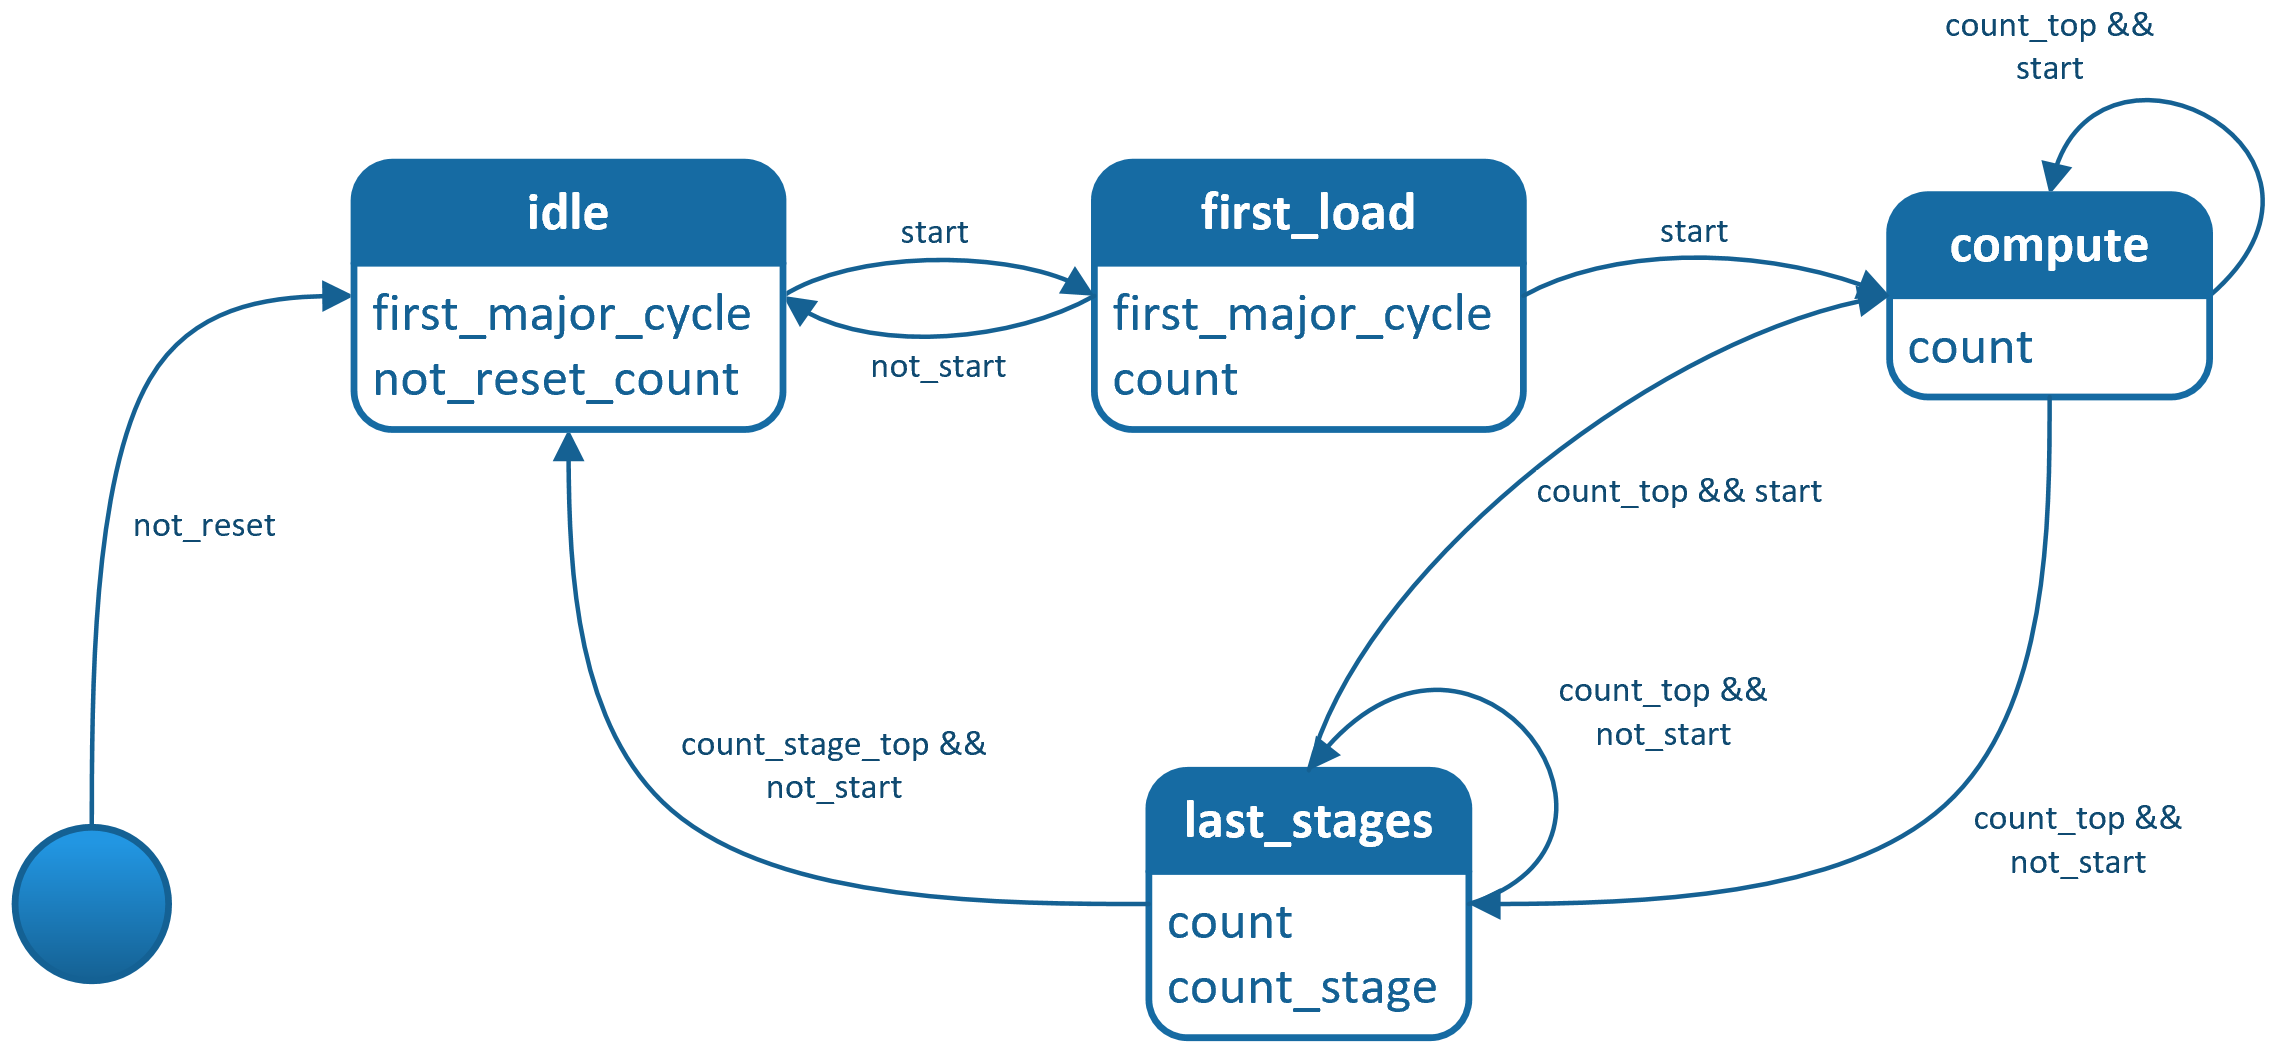 count_top &&
start
idle
first_major_cycle
not_reset_count
start
not_start
first_load
first_major_cycle
count
start
compute
count
not_reset
count_top && start
count_top &&
not_start
count_stage_top &&
not_start
last_stages
count
count_stage
count_top &&
not_start